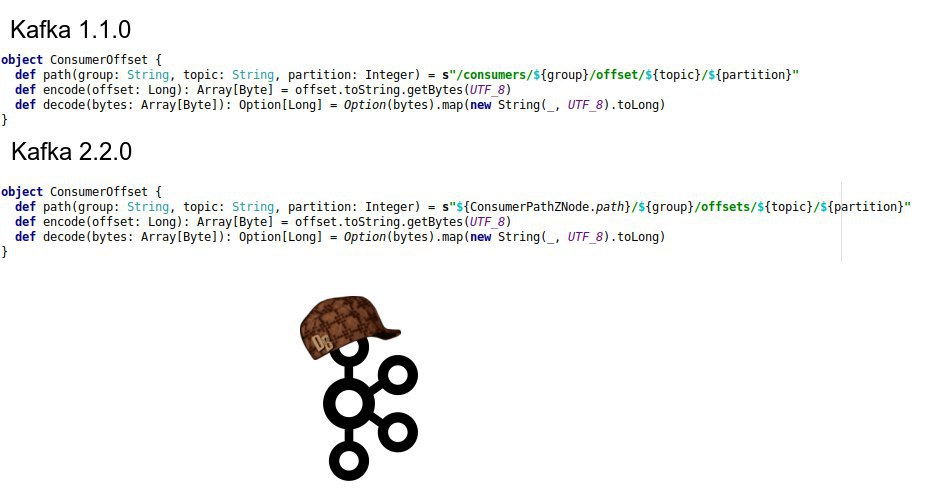 Kafka 1.1.0
object ConsumerOffset {
  def path(group: String, topic: String, partition: Integer) = s"/consumers/${group}/offset/${topic}/${partition}"
  def encode(offset: Long): Array[Byte] = offset.toString.getBytes(UTF_8)
  def decode(bytes: Array[Byte]): Option[Long] = Option(bytes).map(new String(_, UTF_8).toLong)
}
Kafka 2.2.0
object ConsumerOffset {
  def path(group: String, topic: String, partition: Integer) = s"${ConsumerPathZNode.path}/${group}/offsets/${topic}/${partition}"
  def encode(offset: Long): Array[Byte] = offset.toString.getBytes(UTF_8)
  def decode(bytes: Array[Byte]): Option[Long] = Option(bytes).map(new String(_, UTF_8).toLong)
}